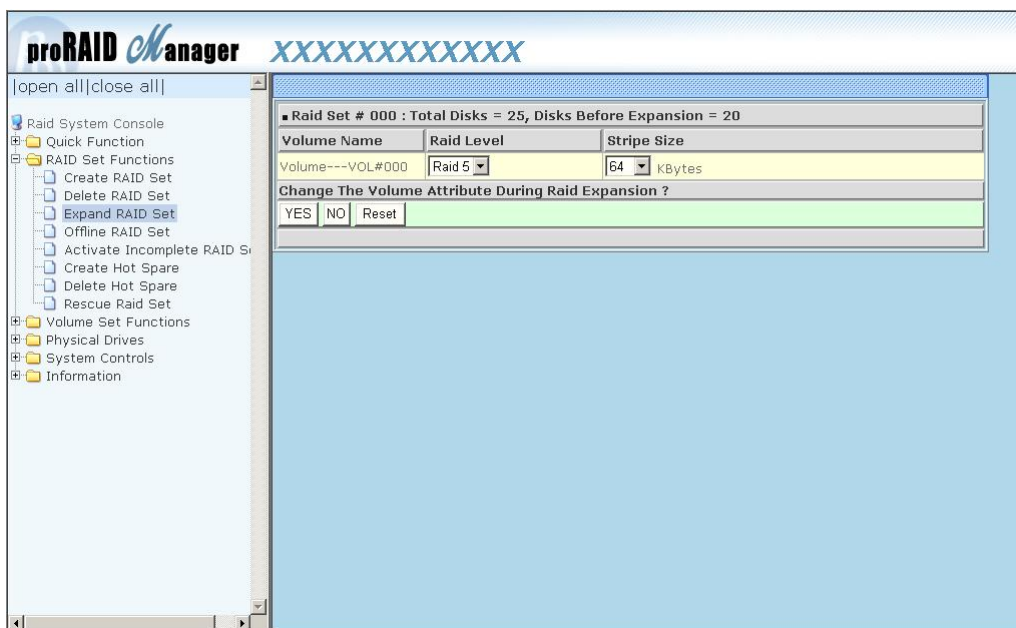 proRAID Manager XXXXXXXXXXXX
|open all|close all|
Raid System Console
Quick Function
RAID Set Functions
Create RAID Set
Delete RAID Set
Expand RAID Set
Offline RAID Set
Activate Incomplete RAID S
Create Hot Spare
Delete Hot Spare
Rescue Raid Set
Volume Set Functions
Physical Drives
System Controls
Information
Raid Set # 000 : Total Disks = 25, Disks Before Expansion = 20
Volume Name Raid Level Stripe Size
Volume---VOL#000 Raid 5 64 KBytes
Change The Volume Attribute During Raid Expansion ?
YES NO Reset